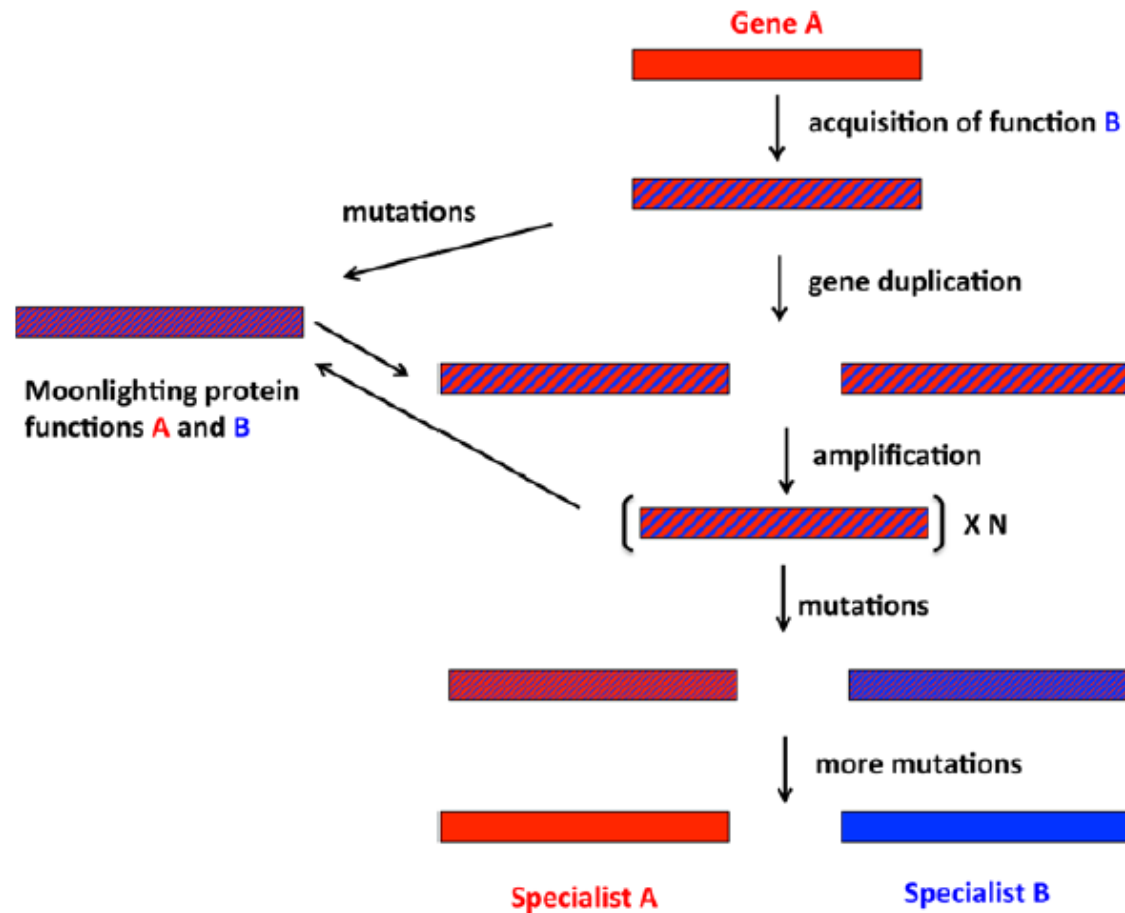 Gene A
acquisition of function B
mutations
gene duplication
Moonlighting protein
functions A and B
amplification
X N
mutations
more mutations
Specialist A
Specialist B